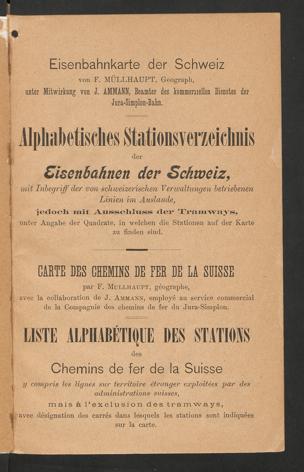 Eisenbahnkarte der Schweiz
von F. MÜLLHAUPT, Geograph,
unter Mitwirkung von J. AMMANN, Beamter des kommerziellen Dienstes der
Jura-Simplon-Bahn.
Alphabetisches Stationsverzeichnis
der
Eisenbahnen der Schweiz,
mit Inbegriff der von schweizerischen Verwaltungen betriebenen
Linien im Auslande,
jedoch mit Ausschluss der Tramways,
unter Angabe der Quadrate, in welchen die Stationen auf der Karte
zu finden sind.
CARTE DES CHEMINS DE FER DE LA SUISSE
par F. MULLHAUPT, géographe,
avec la collaboration de J. AMMANN, employé au service commercial
de la Compagnie des chemins de fer du Jura-Simplon.
LISTE ALPHABÉTIQUE DES STATIONS
des
Chemins de fer de la Suisse
y compris les lignes sur territoire étranger exploitées par des
administrations suisses,
mais à l'exclusion des tramways,
avec désignation des carrés dans lesquels les stations sont indiquées
sur la carte.